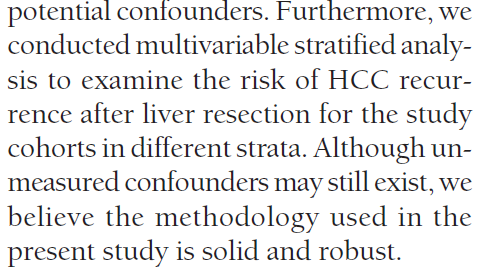 potential confounders. Furthermore, we
conducted multivariable stratified analy-
sis to examine the risk of HCC recur-
rence after liver resection for the study
cohorts in different strata. Although un-
measured confounders may still exist, we
believe the methodology used in the
present study is solid and robust.